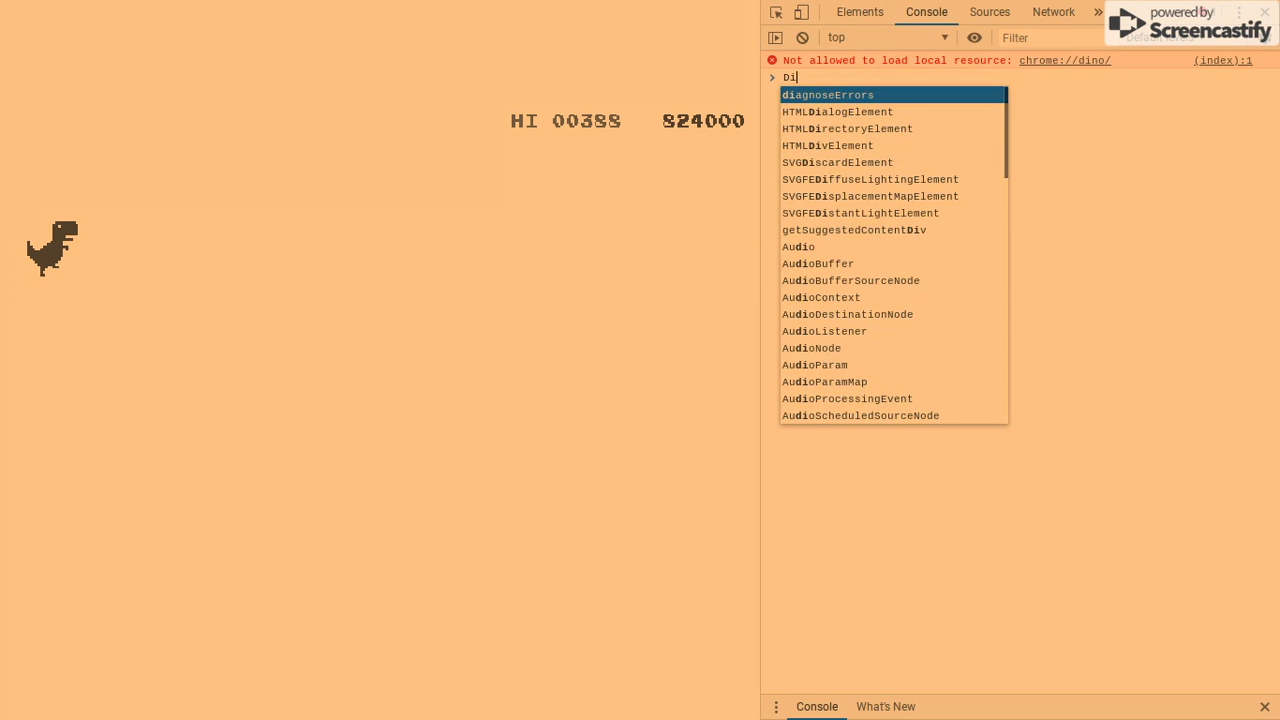 Elements Console Sources Network »
powered by
Screencastify
top ▼ Filter Default levels
Not allowed to load local resource: chrome://dino/ (index):1
> Di
diagnoseErrors
HTMLDialogElement
HTMLDirectoryElement
HTMLDivElement
SVGDiscardElement
SVGFEDiffuseLightingElement
SVGFEDisplacementMapElement
SVGFEDistantLightElement
getSuggestedContentDiv
Audio
AudioBuffer
AudioBufferSourceNode
AudioContext
AudioDestinationNode
AudioListener
AudioNode
AudioParam
AudioParamMap
AudioProcessingEvent
AudioScheduledSourceNode
HI 00388 824000
Console What's New